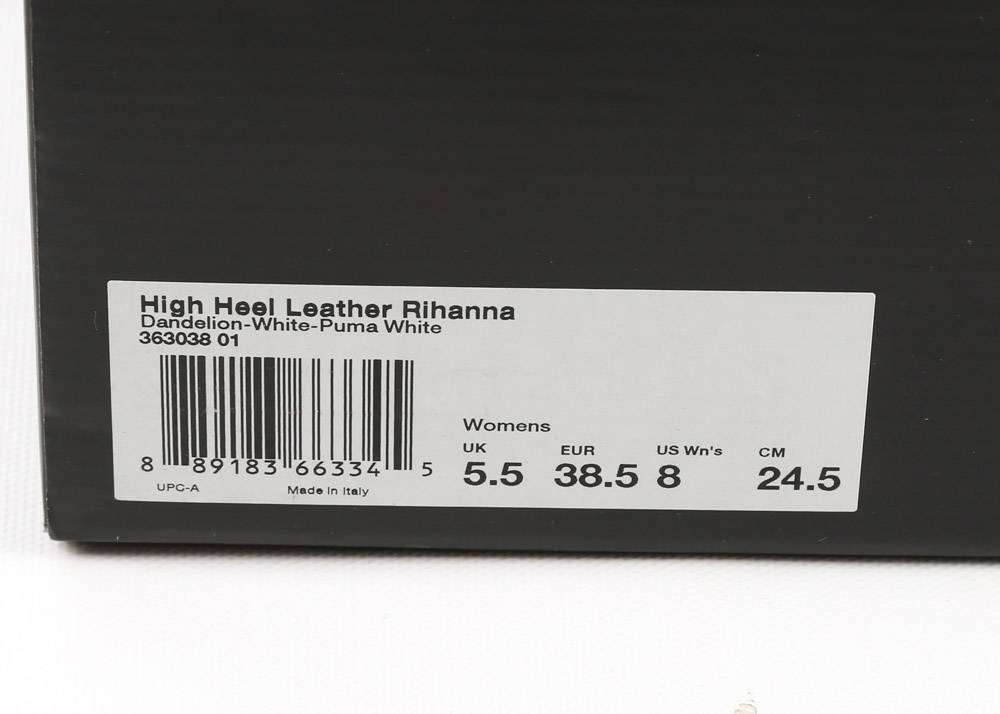 High Heel Leather Rihanna
Dandelion-White-Puma White
363038 01
8 89183 66334 5
UPC-A Made in Italy
Womens
UK EUR US Wn's CM
5.5 38.5 8 24.5